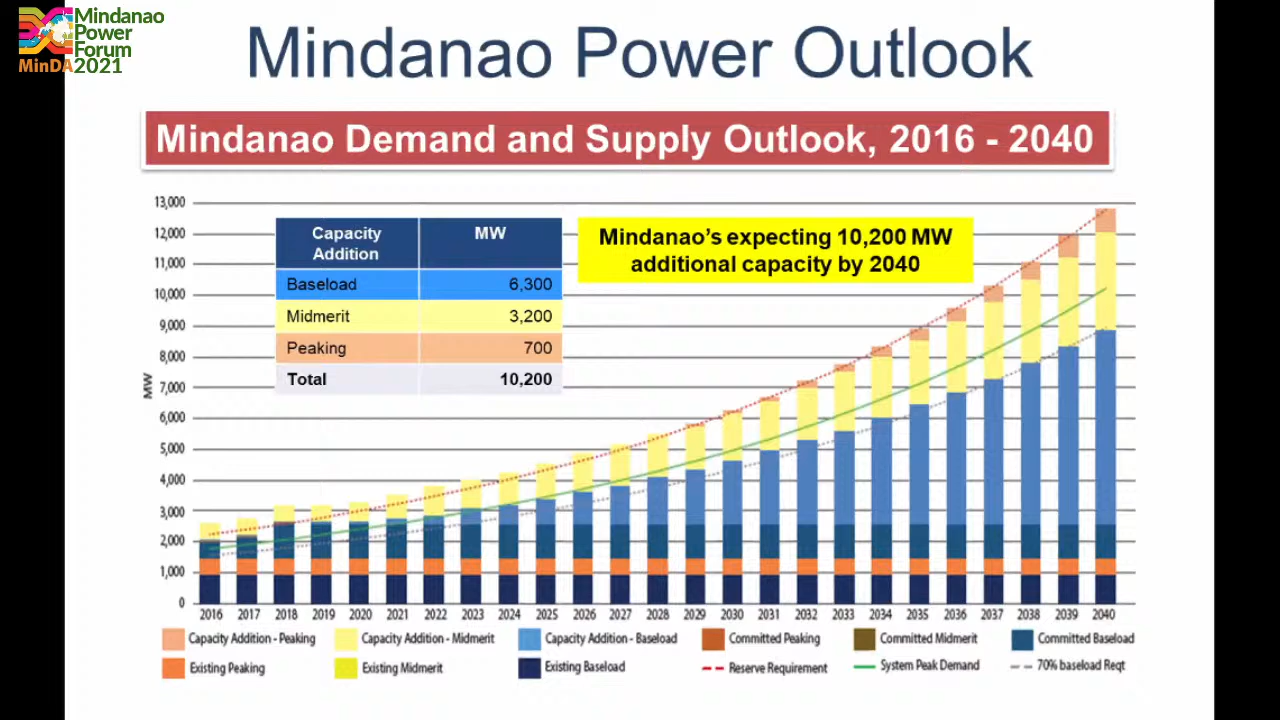 Mindanao
Power
Forum
MinDA2021
Mindanao Power Outlook
Mindanao Demand and Supply Outlook, 2016 - 2040
Capacity Addition MW
Baseload 6,300
Midmerit 3,200
Peaking 700
Total 10,200
Mindanao's expecting 10,200 MW
additional capacity by 2040
MW
13,000
12,000
11,000
10,000
9,000
8,000
7,000
6,000
5,000
4,000
3,000
2,000
1,000
0
2016 2017 2018 2019 2020 2021 2022 2023 2024 2025 2026 2027 2028 2029 2030 2031 2032 2033 2034 2035 2036 2037 2038 2039 2040
Capacity Addition - Peaking Capacity Addition - Midmerit Capacity Addition - Baseload Committed Peaking Committed Midmerit Committed Baseload
Existing Peaking Existing Midmerit Existing Baseload Reserve Requirement System Peak Demand 70% baseload Reqt